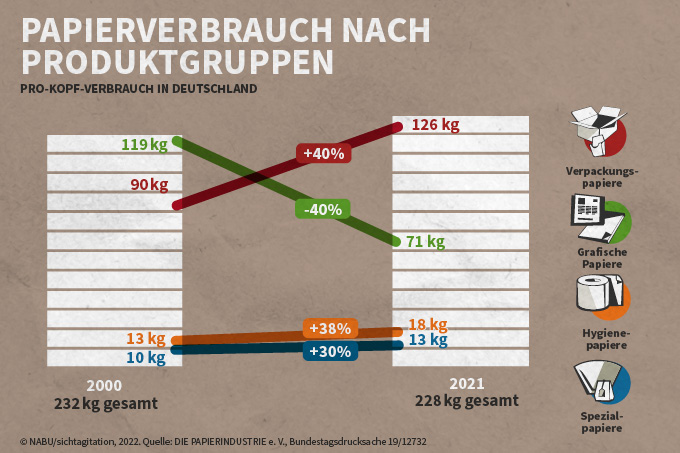 PAPIERVERBRAUCH NACH
PRODUKTGRUPPEN
PRO-KOPF-VERBRAUCH IN DEUTSCHLAND
119 kg
90 kg
13 kg
10 kg
+40%
-40%
+38%
+30%
126 kg
71 kg
18 kg
13 kg
Verpackungs-
papiere
Grafische
Papiere
Hygiene-
papiere
Spezial-
papiere
2000
232 kg gesamt
2021
228 kg gesamt
© NABU/sichtagitation, 2022. Quelle: DIE PAPIERINDUSTRIE e. V., Bundestagsdrucksache 19/12732